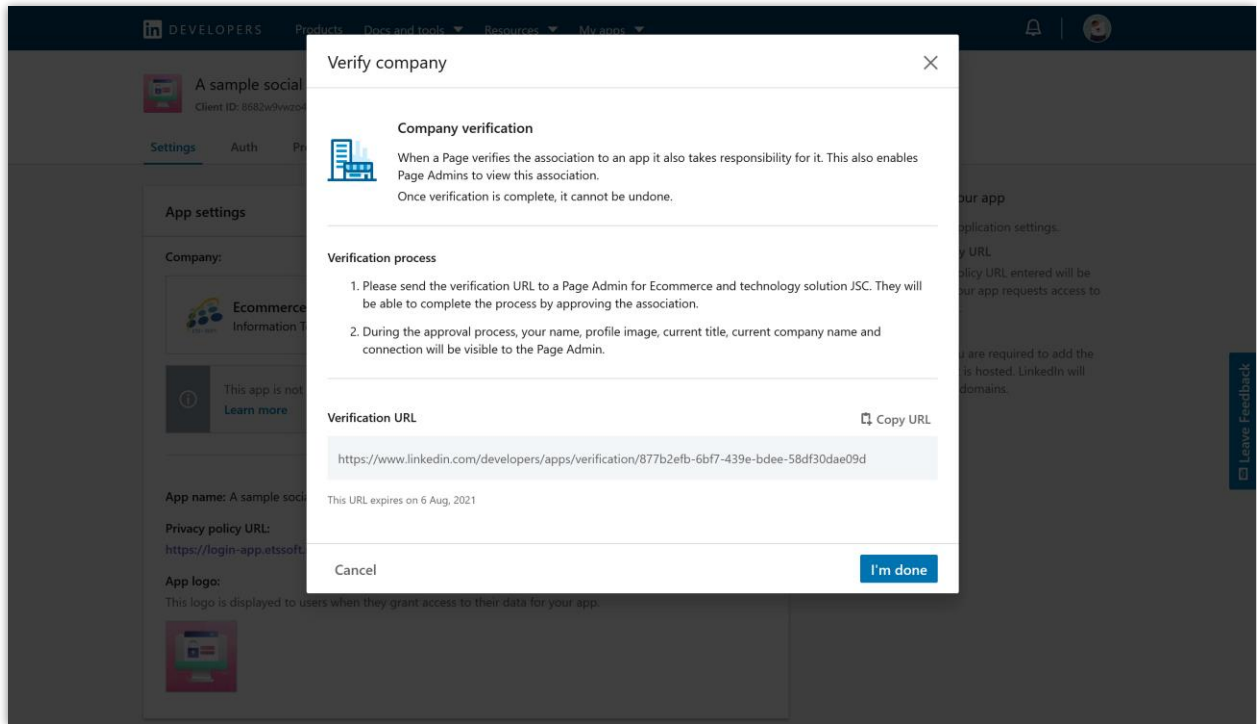 in DEVELOPERS Products Docs and tools Resources My apps
Verify company
A sample social
Client ID:
Settings Auth
Company verification
When a Page verifies the association to an app it also takes responsibility for it. This also enables
Page Admins to view this association.
Once verification is complete, it cannot be undone.
App settings
our app
application settings.
Company:
Verification process
y URL
1. Please send the verification URL to a Page Admin for Ecommerce and technology solution JSC. They will
be able to complete the process by approving the association.
olicy URL entered will be
our app requests access to
Ecommerce
Information T
2. During the approval process, your name, profile image, current title, current company name and
connection will be visible to the Page Admin.
u are required to add the
is hosted. LinkedIn will
domains.
This app is not
Learn more
Verification URL
Copy URL
https://www.linkedin.com/developers/apps/verification/877b2efb-6bf7-439e-bdee-58df30dae09d
This URL expires on 6 Aug, 2021
App name: A sample socia
Privacy policy URL:
https://login-app.etssoft.
Cancel
I'm done
App logo:
This logo is displayed to users when they grant access to their data for your app.
Leave Feedback